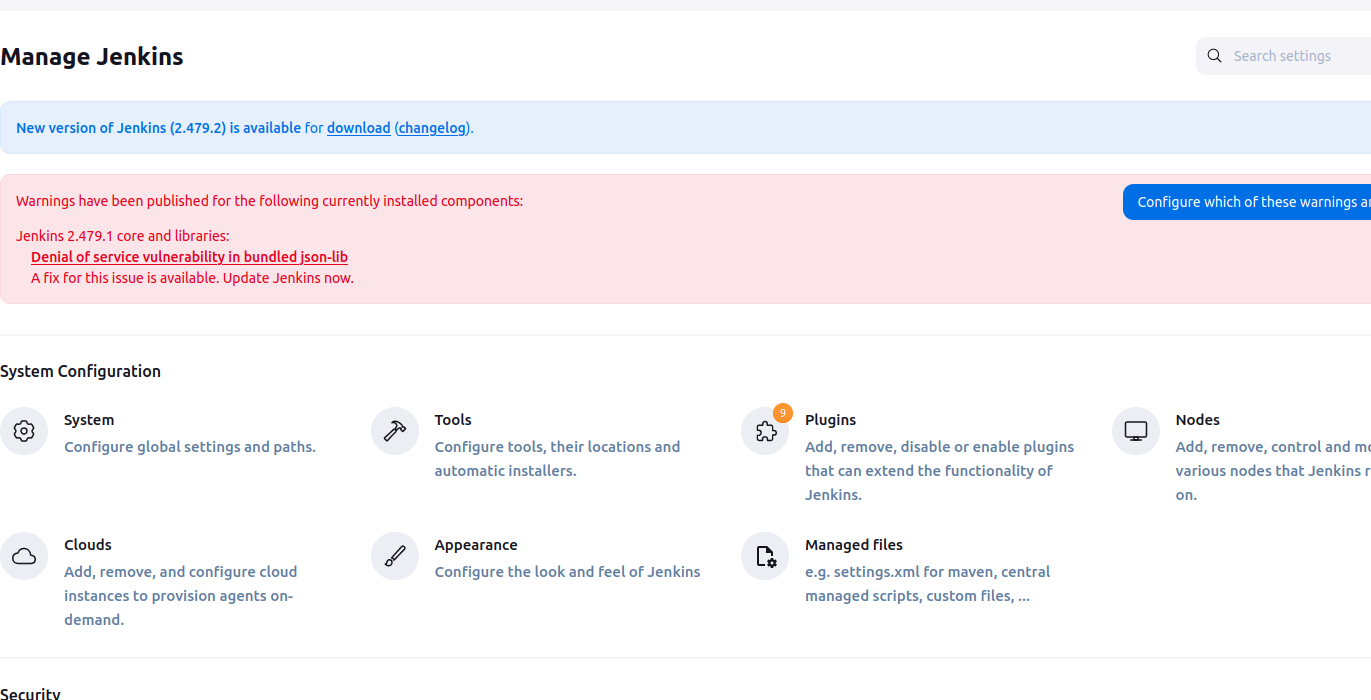 Manage Jenkins
Search settings
New version of Jenkins (2.479.2) is available for download (changelog).
Warnings have been published for the following currently installed components:
Configure which of these warnings
Jenkins 2.479.1 core and libraries:
Denial of service vulnerability in bundled json-lib
A fix for this issue is available. Update Jenkins now.
System Configuration
System
Configure global settings and paths.
Tools
Configure tools, their locations and
automatic installers.
9
Plugins
Add, remove, disable or enable plugins
that can extend the functionality of
Jenkins.
Nodes
Add, remove, control and
various nodes that Jenkins
on.
Clouds
Add, remove, and configure cloud
instances to provision agents on-
demand.
Appearance
Configure the look and feel of Jenkins
Managed files
e.g. settings.xml for maven, central
managed scripts, custom files, ...
Security